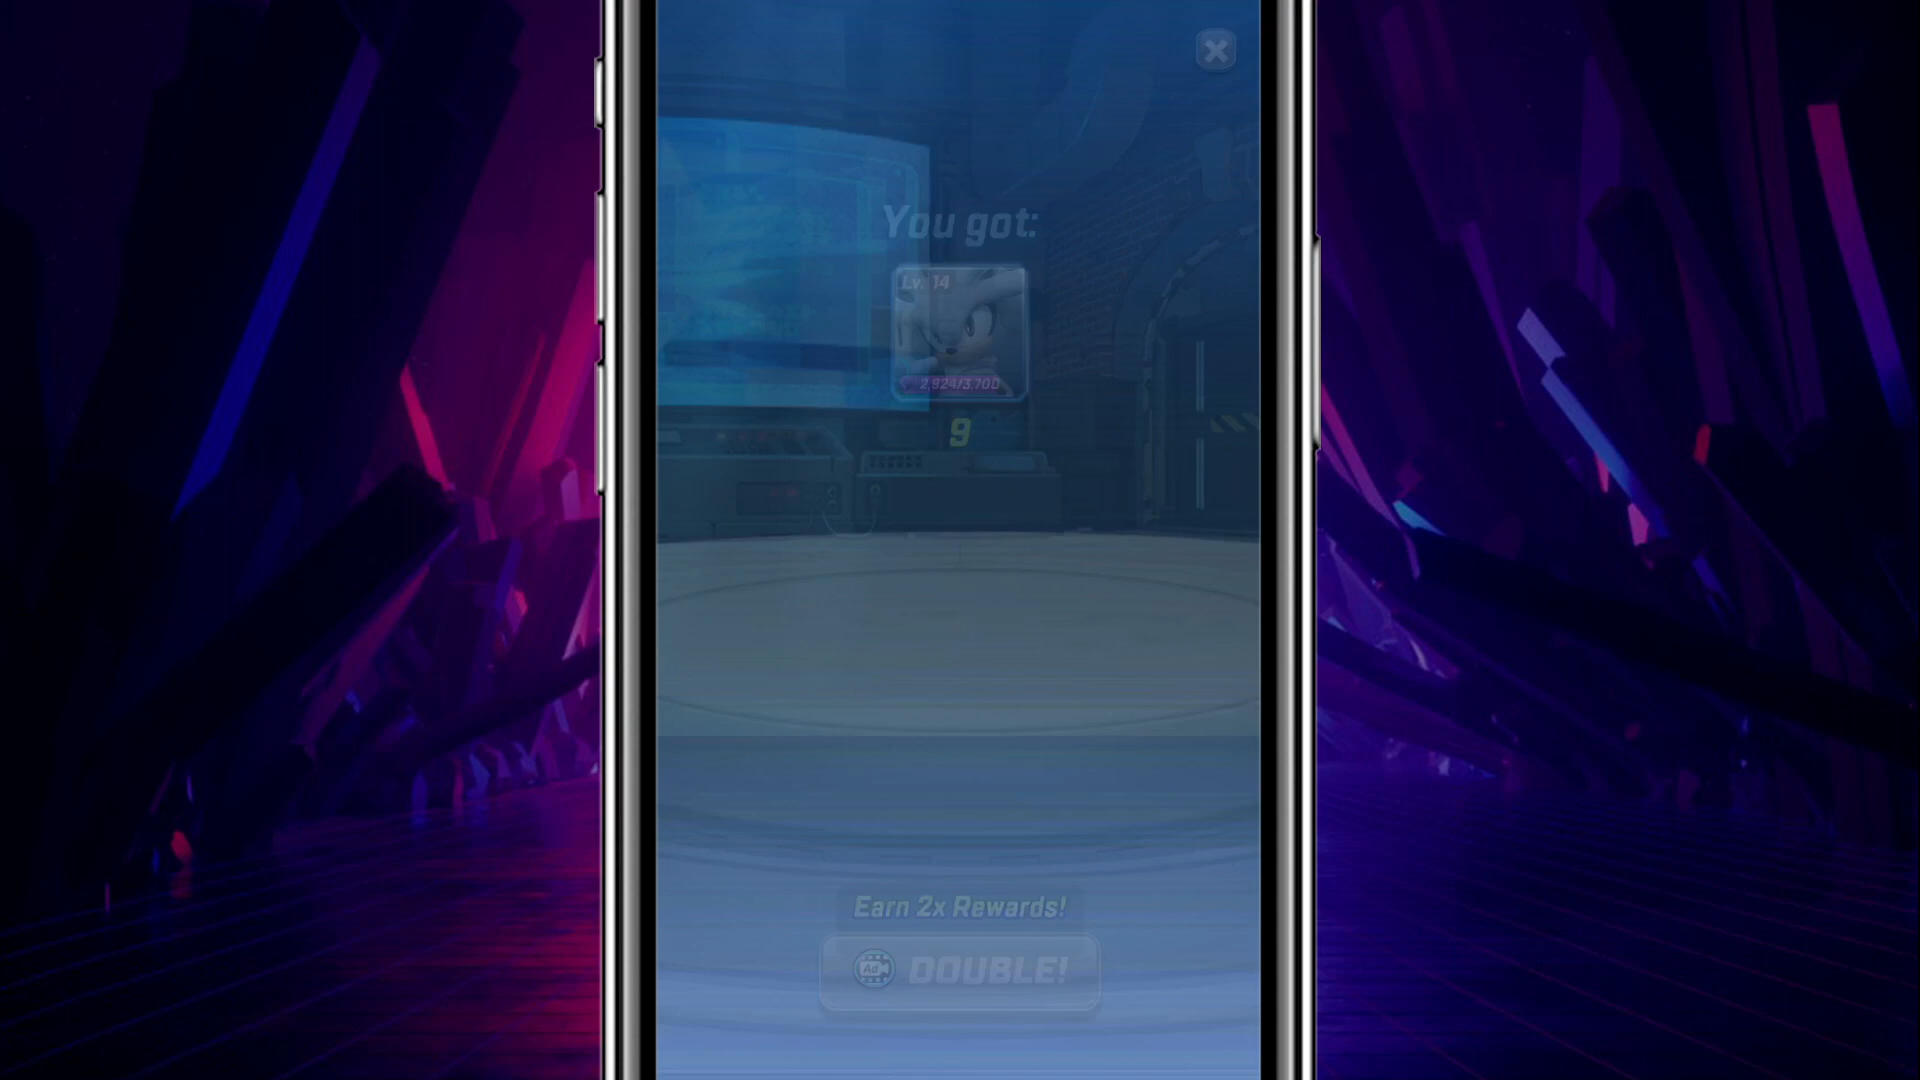 You got:
Lv. 14
2,924/3,700
9
Earn 2x Rewards!
Ad
DOUBLE!